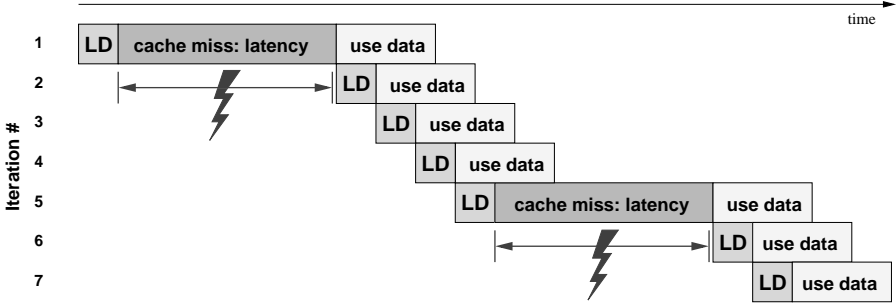 time
1 LD cache miss: latency use data
2 LD use data
3 LD use data
4 LD use data
5 LD cache miss: latency use data
6 LD use data
7 LD use data
Iteration #